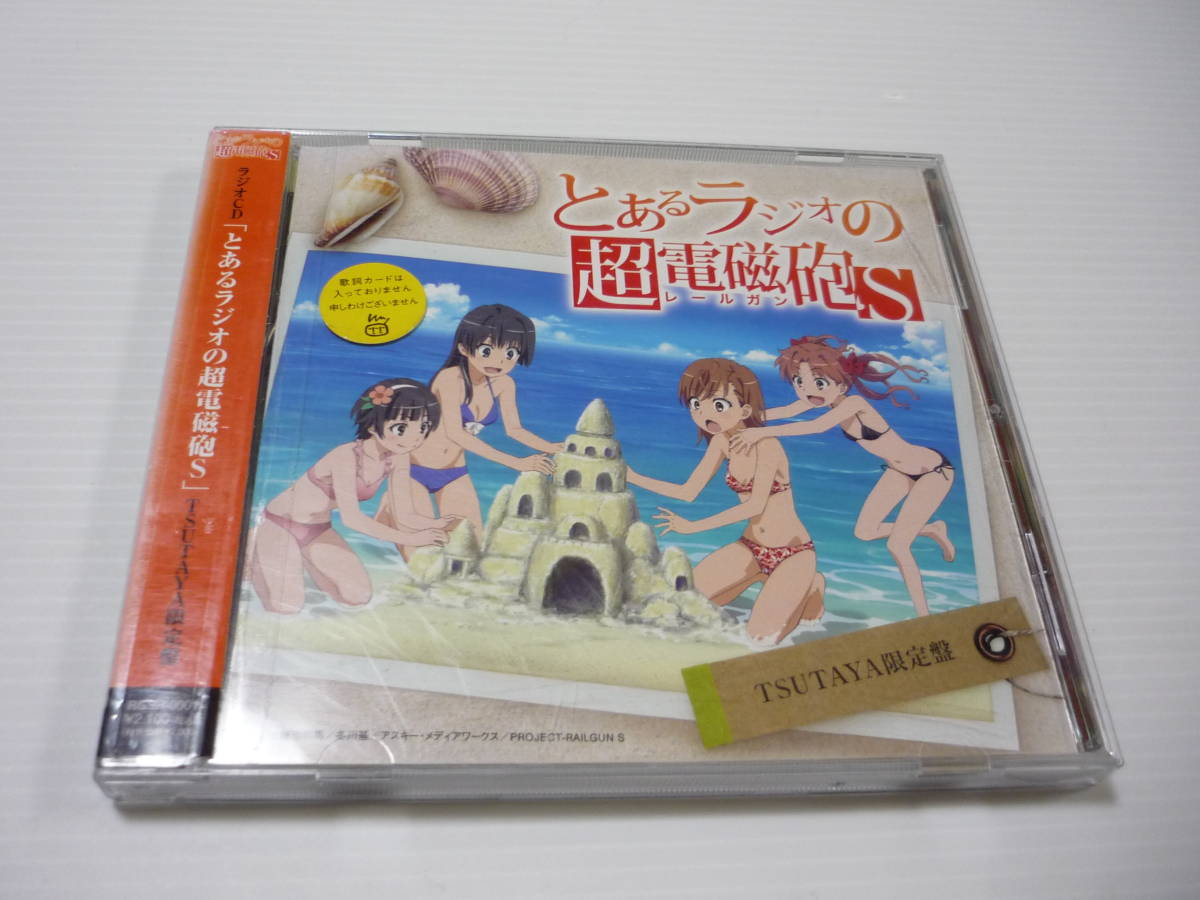 超電磁砲S
ラジオCD「とあるラジオの超電磁砲S」TSUTAYA限定盤
とあるラジオの
超電磁砲S
レールガン
歌詞カードは
入っておりません
申しわけございません
TSUTAYA限定盤
アスキー・メディアワークス／PROJECT-RAILGUN S